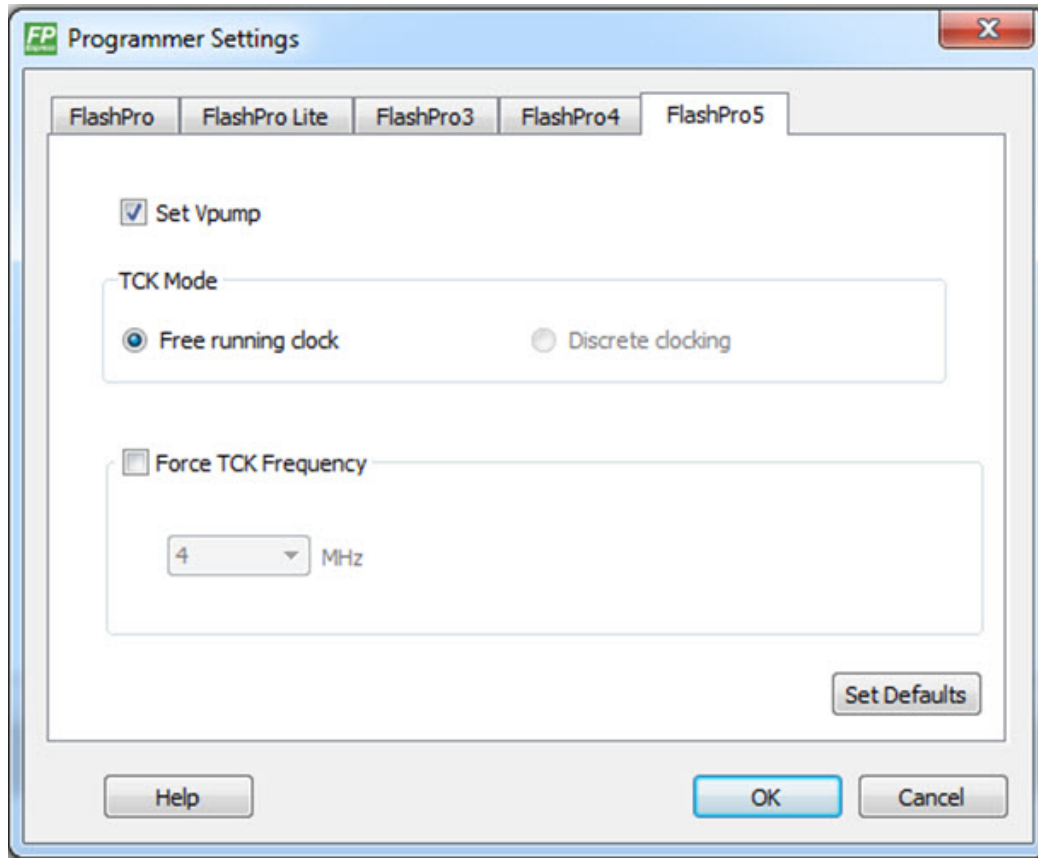 FP Express Programmer Settings
FlashPro FlashPro Lite FlashPro3 FlashPro4 FlashPro5
Set Vpump
TCK Mode
Free running clock Discrete clocking
Force TCK Frequency
4 MHz
Set Defaults
Help OK Cancel